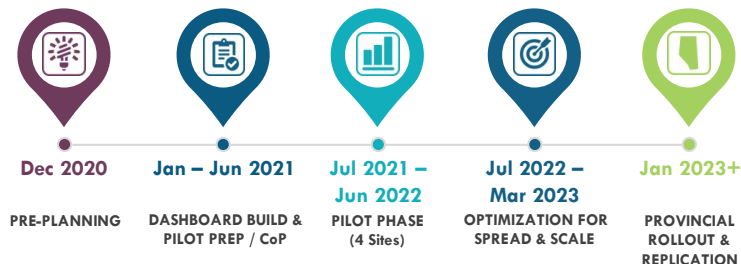 Dec 2020
PRE-PLANNING
Jan – Jun 2021
DASHBOARD BUILD &
PILOT PREP / CoP
Jul 2021 –
Jun 2022
PILOT PHASE
(4 Sites)
Jul 2022 –
Mar 2023
OPTIMIZATION FOR
SPREAD & SCALE
Jan 2023+
PROVINCIAL
ROLLOUT &
REPLICATION